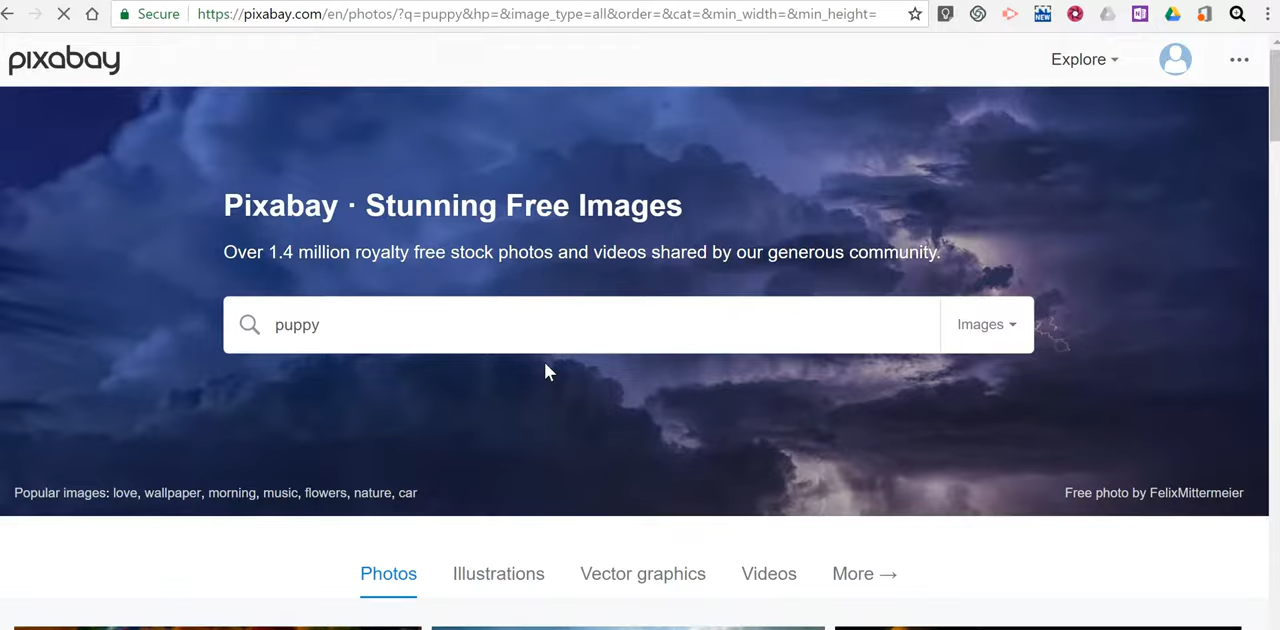 Secure https://pixabay.com/en/photos/?q=puppy&hp=&image_type=all&order=&cat=&min_width=&min_height=
NEW
pixabay
Explore
Pixabay · Stunning Free Images
Over 1.4 million royalty free stock photos and videos shared by our generous community.
puppy
Images
Popular images: love, wallpaper, morning, music, flowers, nature, car
Free photo by FelixMittermeier
Photos Illustrations Vector graphics Videos More →